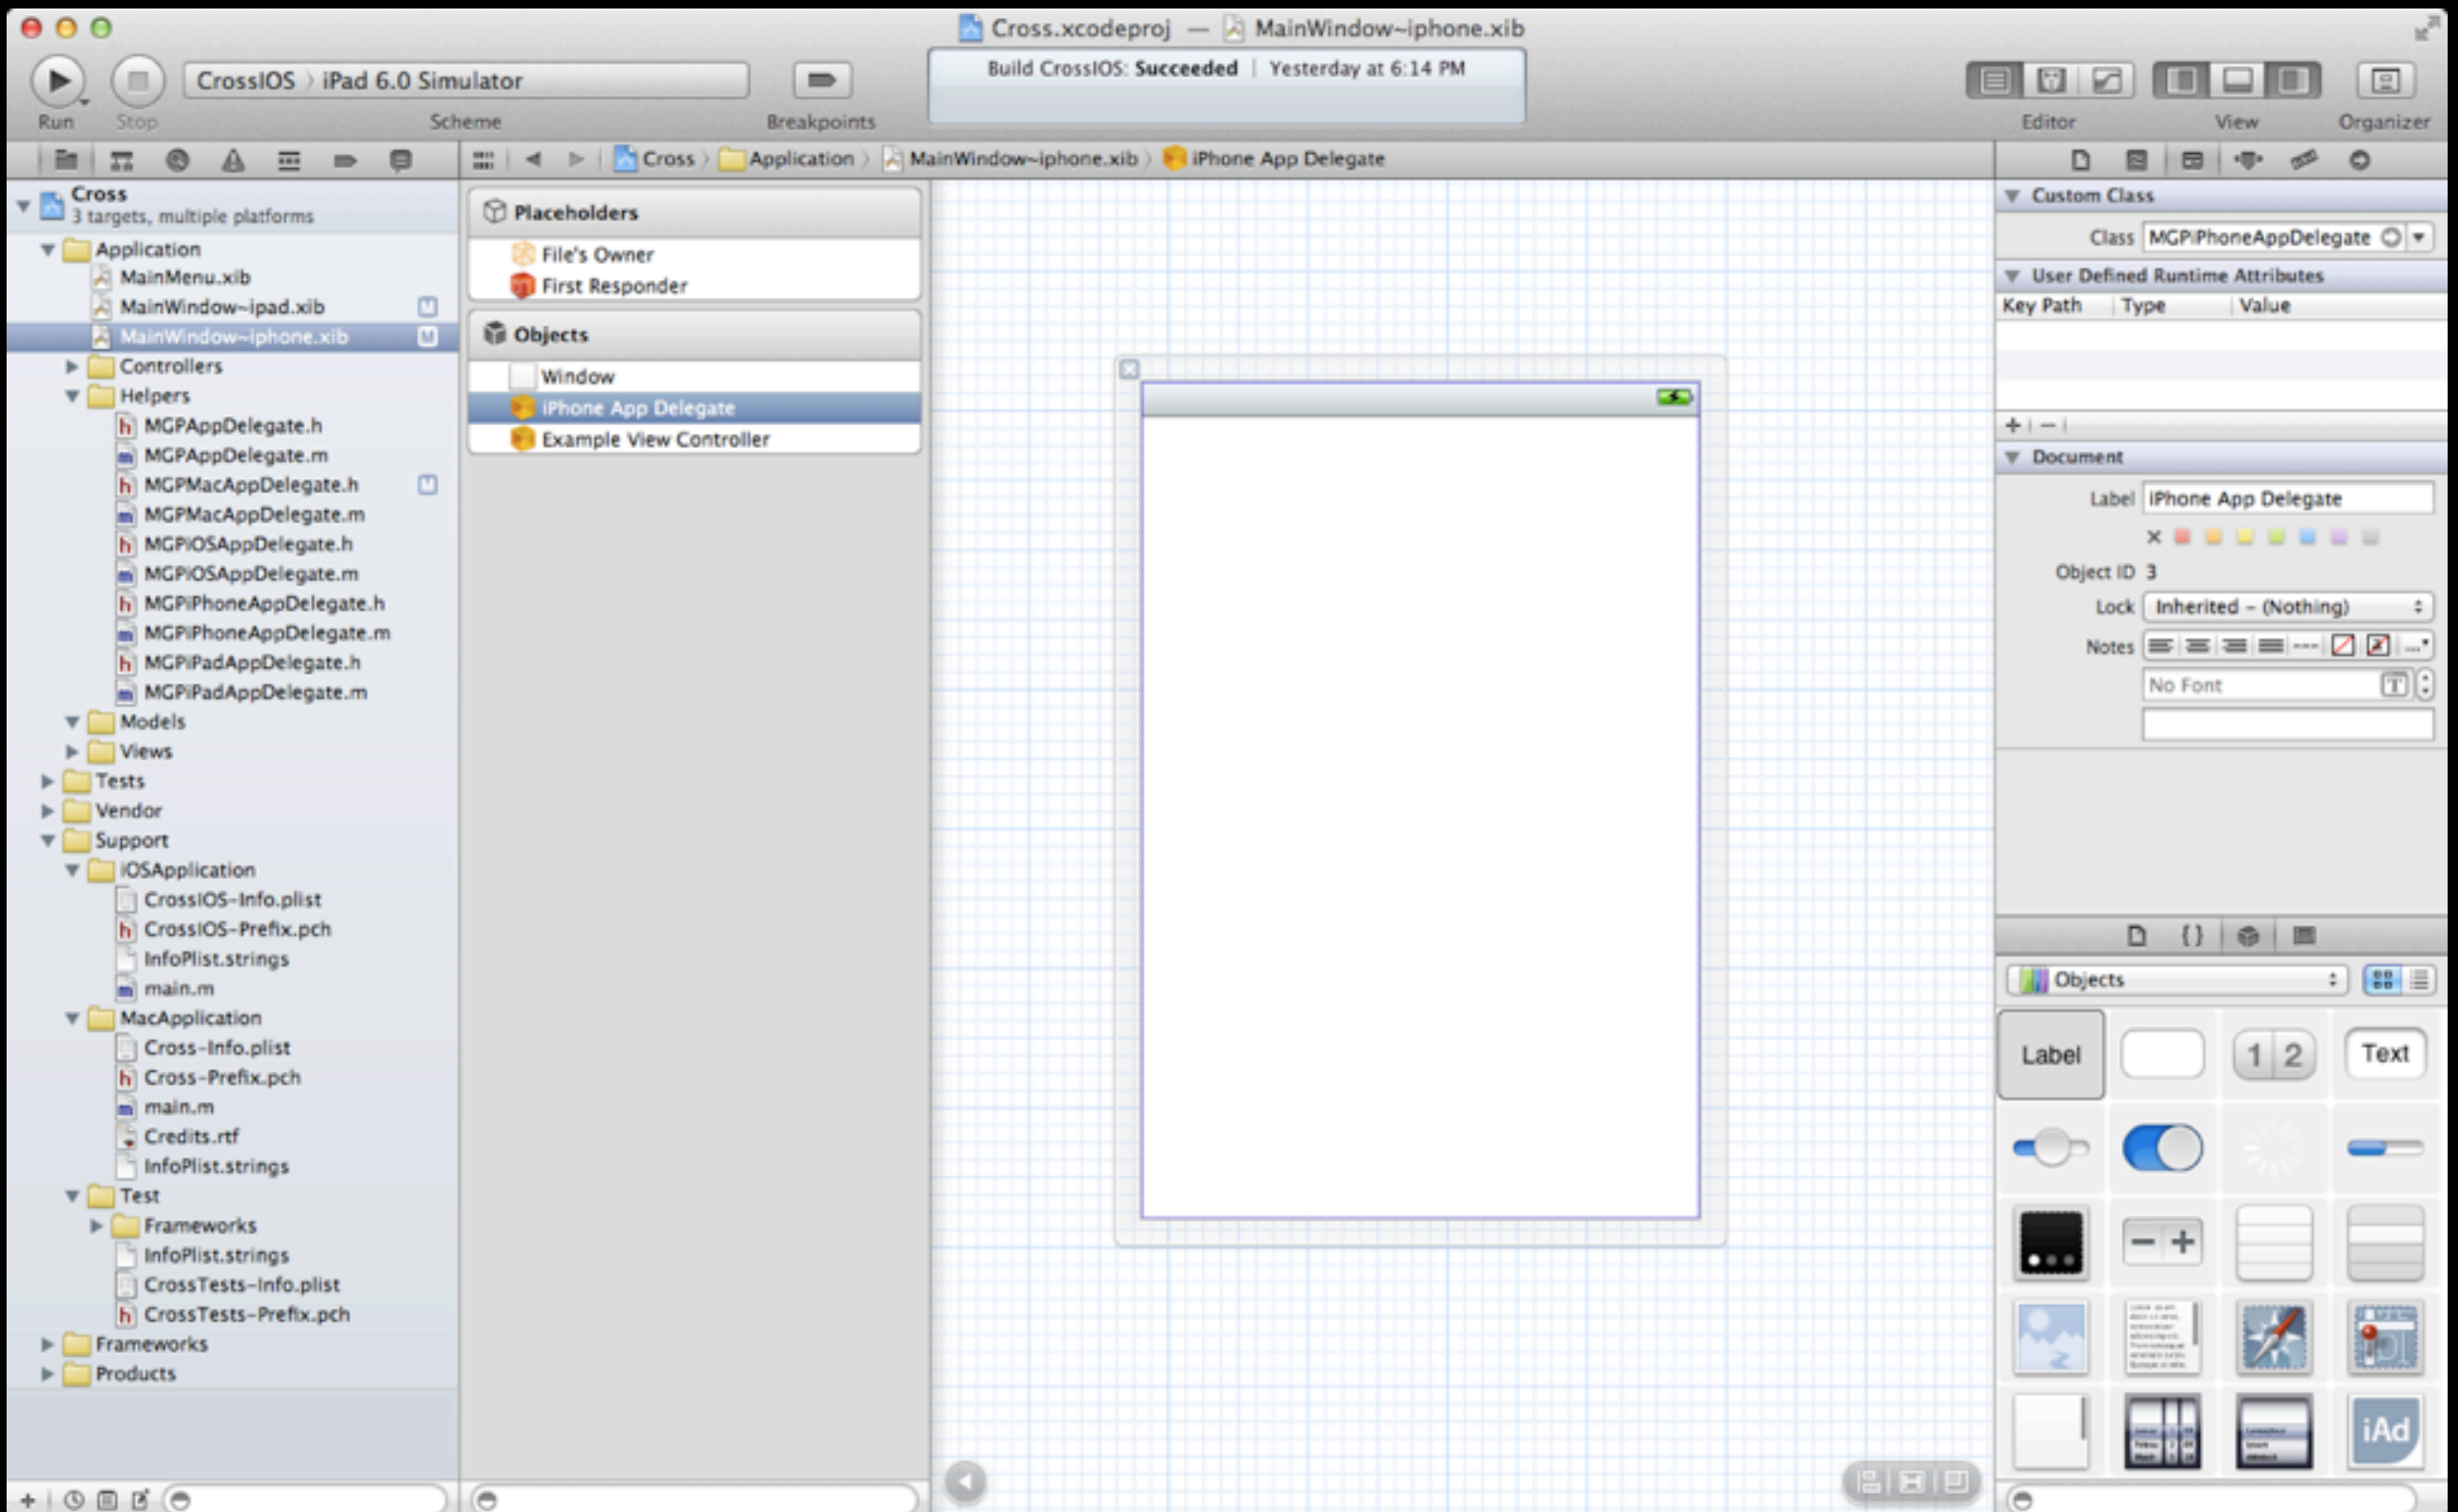 Cross.xcodeproj — MainWindow~iphone.xib
CrossIOS 〉 iPad 6.0 Simulator
Build CrossIOS: Succeeded | Yesterday at 6:14 PM
Run
Stop
Scheme
Breakpoints
Editor
View
Organizer
Cross 〉 Application 〉 MainWindow~iphone.xib 〉 iPhone App Delegate
Cross
3 targets, multiple platforms
Application
MainMenu.xib
MainWindow~ipad.xib M
MainWindow~iphone.xib M
Controllers
Helpers
MGPAppDelegate.h
MGPAppDelegate.m
MGPMacAppDelegate.h M
MGPMacAppDelegate.m
MGPiOSAppDelegate.h
MGPiOSAppDelegate.m
MGPiPhoneAppDelegate.h
MGPiPhoneAppDelegate.m
MGPiPadAppDelegate.h
MGPiPadAppDelegate.m
Models
Views
Tests
Vendor
Support
iOSApplication
CrossIOS-Info.plist
CrossIOS-Prefix.pch
InfoPlist.strings
main.m
MacApplication
Cross-Info.plist
Cross-Prefix.pch
main.m
Credits.rtf
InfoPlist.strings
Test
Frameworks
InfoPlist.strings
CrossTests-Info.plist
CrossTests-Prefix.pch
Frameworks
Products
Placeholders
File's Owner
First Responder
Objects
Window
iPhone App Delegate
Example View Controller
Custom Class
Class MGPiPhoneAppDelegate
User Defined Runtime Attributes
Key Path Type Value
Document
Label iPhone App Delegate
Object ID 3
Lock Inherited - (Nothing)
Notes
No Font T
{ }
Objects
Label
1 2
Text
iAd